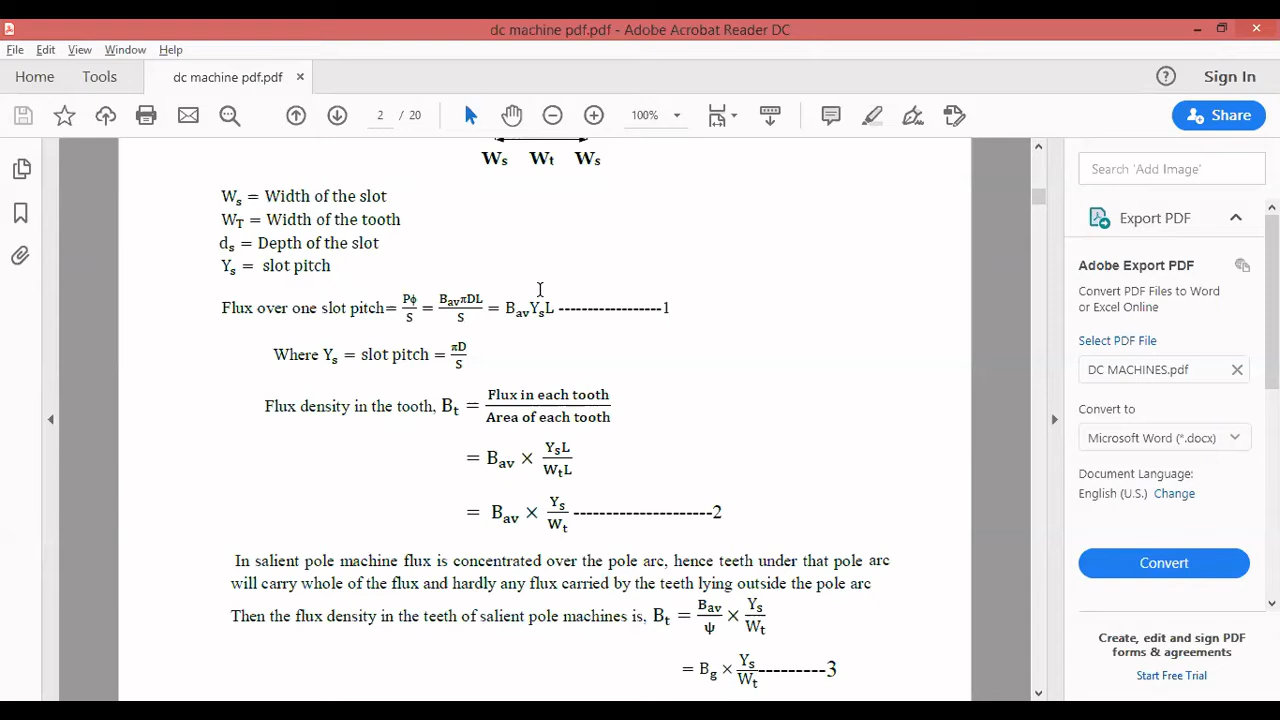 dc machine pdf.pdf - Adobe Acrobat Reader DC
File Edit View Window Help
Home Tools dc machine pdf.pdf × Sign In
2 / 20 100% Share
Wₛ Wₜ Wₛ
Wₛ = Width of the slot
W_T = Width of the tooth
dₛ = Depth of the slot
Yₛ = slot pitch
Flux over one slot pitch= Pϕ/S = B_avπDL/S = B_avYₛL ------------------1
Where Yₛ = slot pitch = πD/S
Flux density in the tooth, Bₜ = Flux in each tooth/Area of each tooth
= B_av × YₛL/WₜL
= B_av × Yₛ/Wₜ ---------------------2
In salient pole machine flux is concentrated over the pole arc, hence teeth under that pole arc
will carry whole of the flux and hardly any flux carried by the teeth lying outside the pole arc
Then the flux density in the teeth of salient pole machines is, Bₜ = B_av/ψ × Yₛ/Wₜ
= B_g × Yₛ/Wₜ---------3
Search 'Add Image'
Export PDF
Adobe Export PDF
Convert PDF Files to Word
or Excel Online
Select PDF File
DC MACHINES.pdf ×
Convert to
Microsoft Word (*.docx)
Document Language:
English (U.S.) Change
Convert
Create, edit and sign PDF
forms & agreements
Start Free Trial